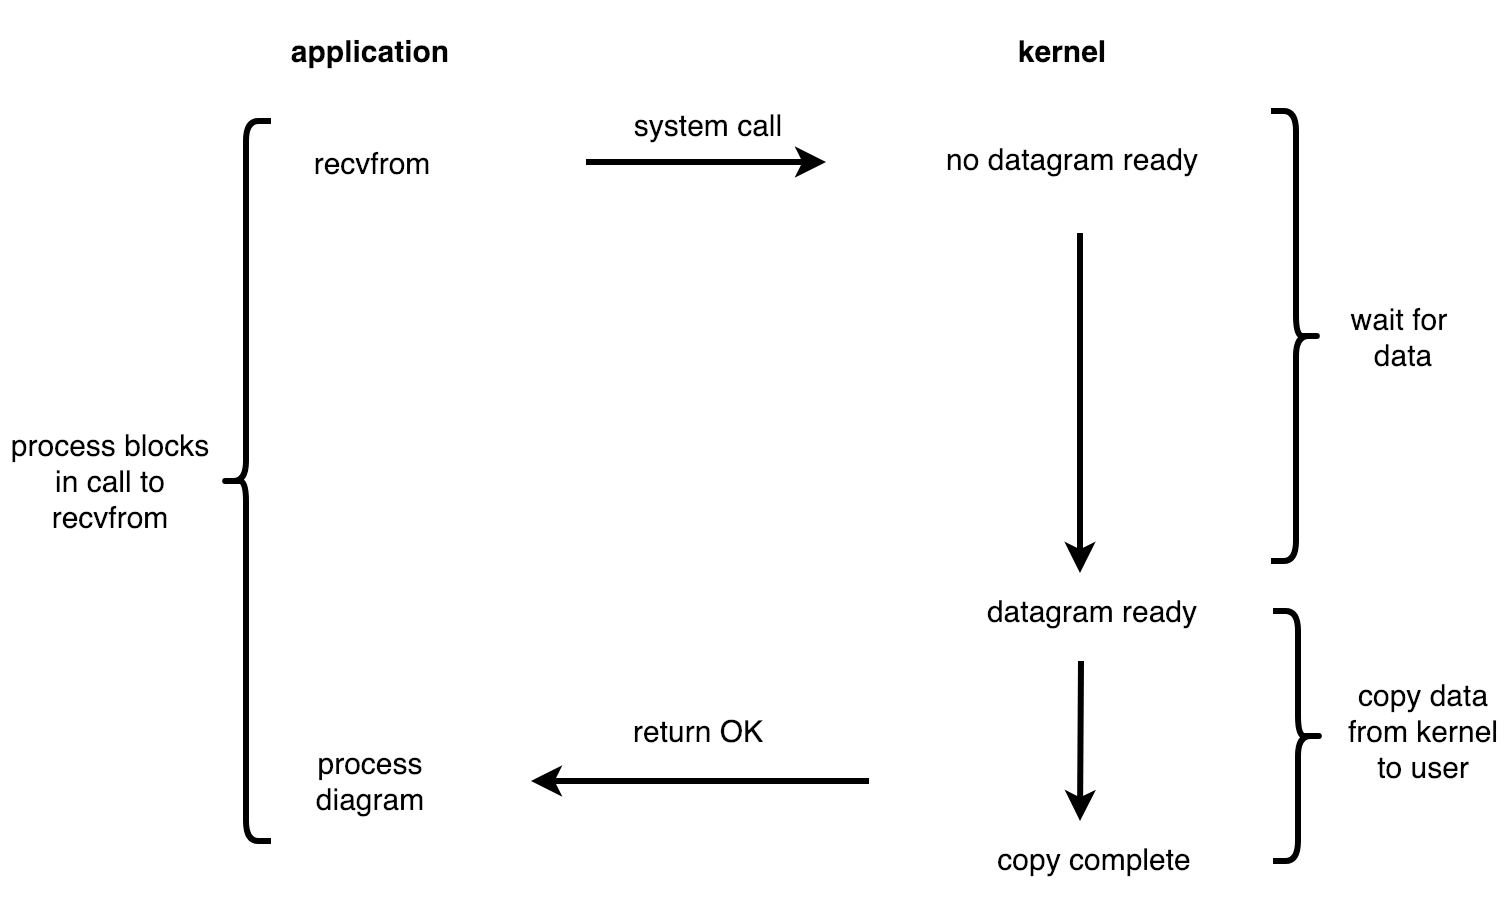 application
kernel
system call
recvfrom
no datagram ready
wait for
data
process blocks
in call to
recvfrom
datagram ready
copy data
from kernel
to user
return OK
process
diagram
copy complete